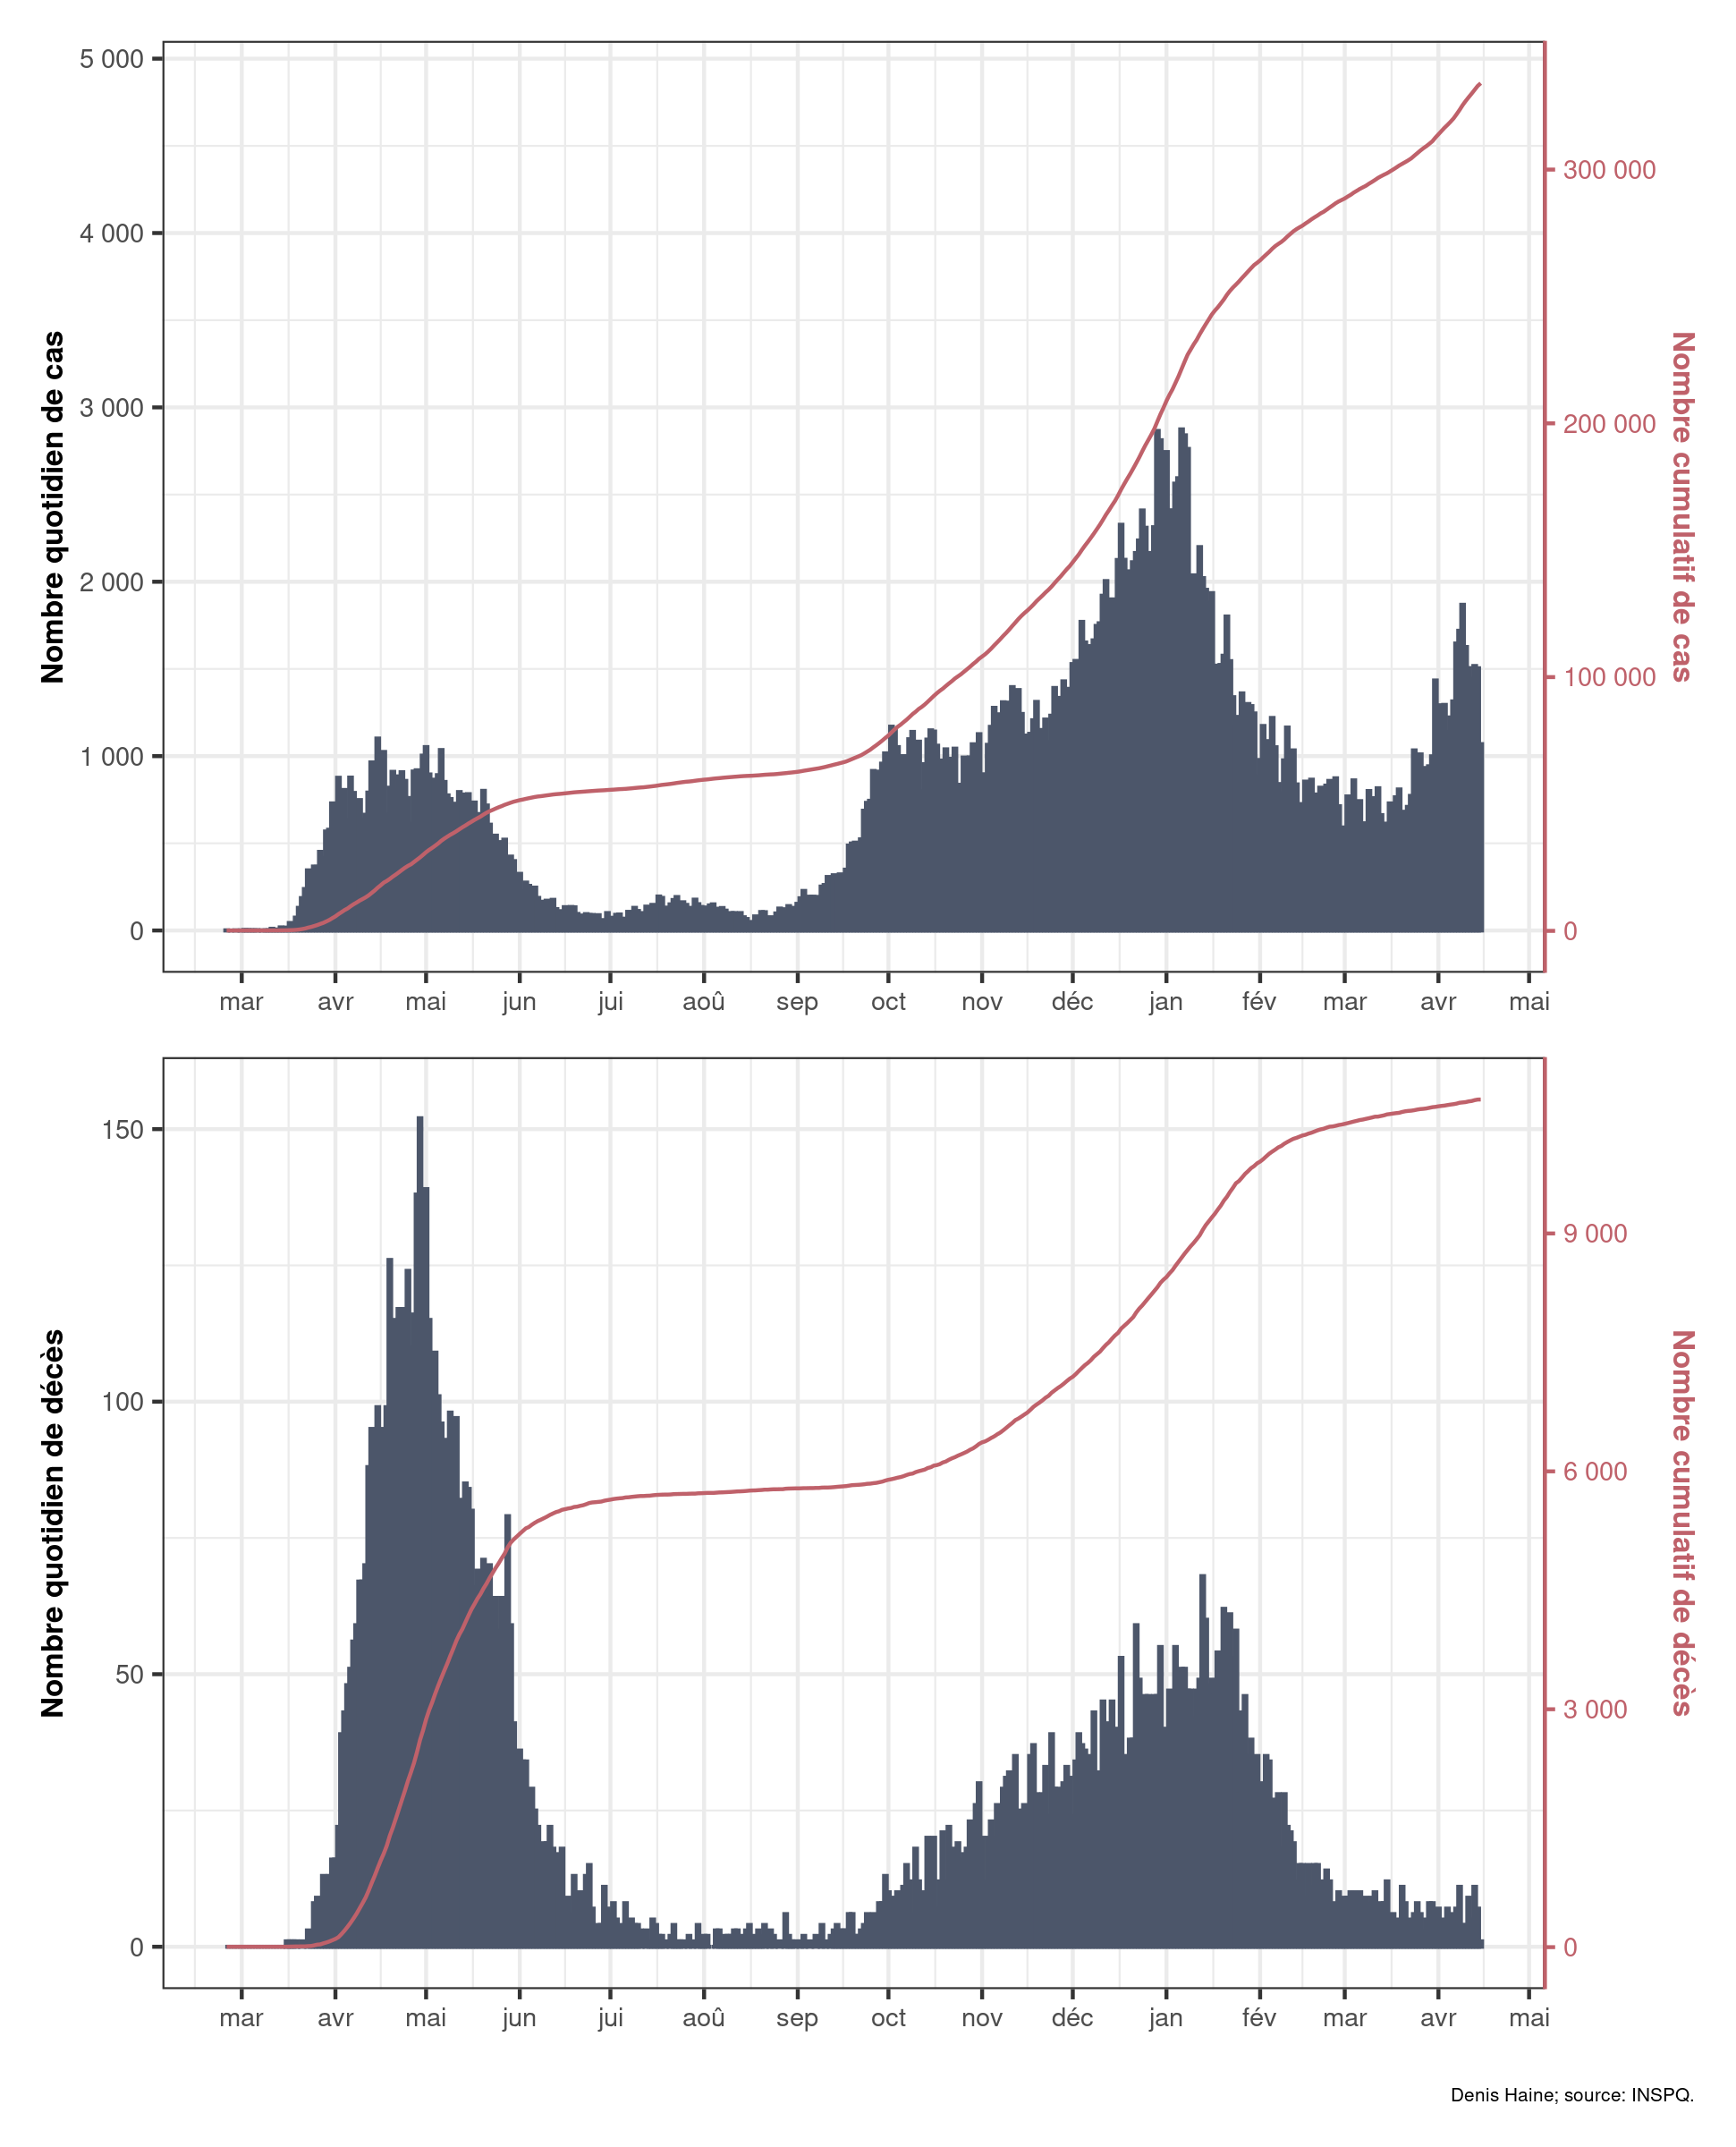 5 000
4 000
3 000
2 000
1 000
0
Nombre quotidien de cas
300 000
200 000
100 000
0
Nombre cumulatif de cas
mar avr mai jun jui aoû sep oct nov déc jan fév mar avr mai
150
100
50
0
Nombre quotidien de décès
9 000
6 000
3 000
0
Nombre cumulatif de décès
mar avr mai jun jui aoû sep oct nov déc jan fév mar avr mai
Denis Haine; source: INSPQ.